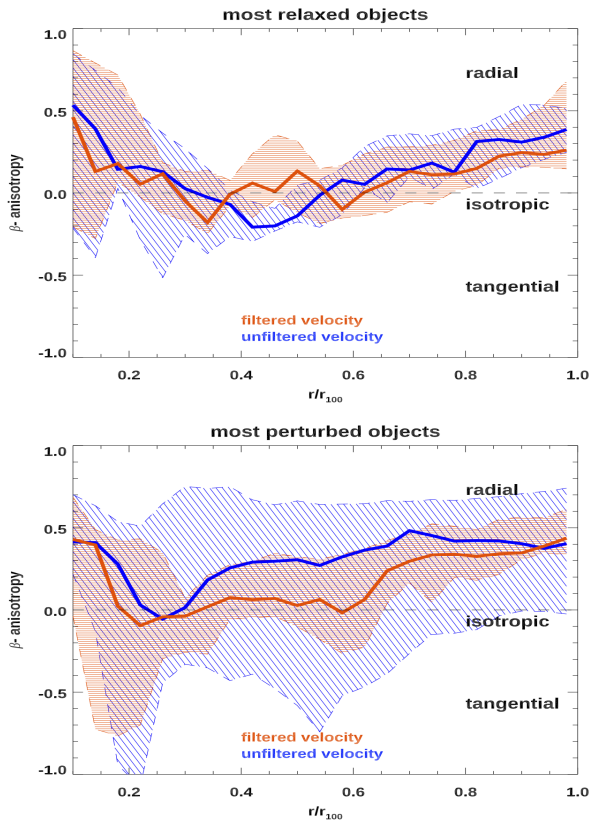 most relaxed objects
1.0
radial
0.5
β- anisotropy
0.0
isotropic
-0.5
tangential
filtered velocity
unfiltered velocity
-1.0
0.2 0.4 0.6 0.8 1.0
r/r100
most perturbed objects
1.0
radial
0.5
β- anisotropy
0.0
isotropic
-0.5
tangential
filtered velocity
unfiltered velocity
-1.0
0.2 0.4 0.6 0.8 1.0
r/r100